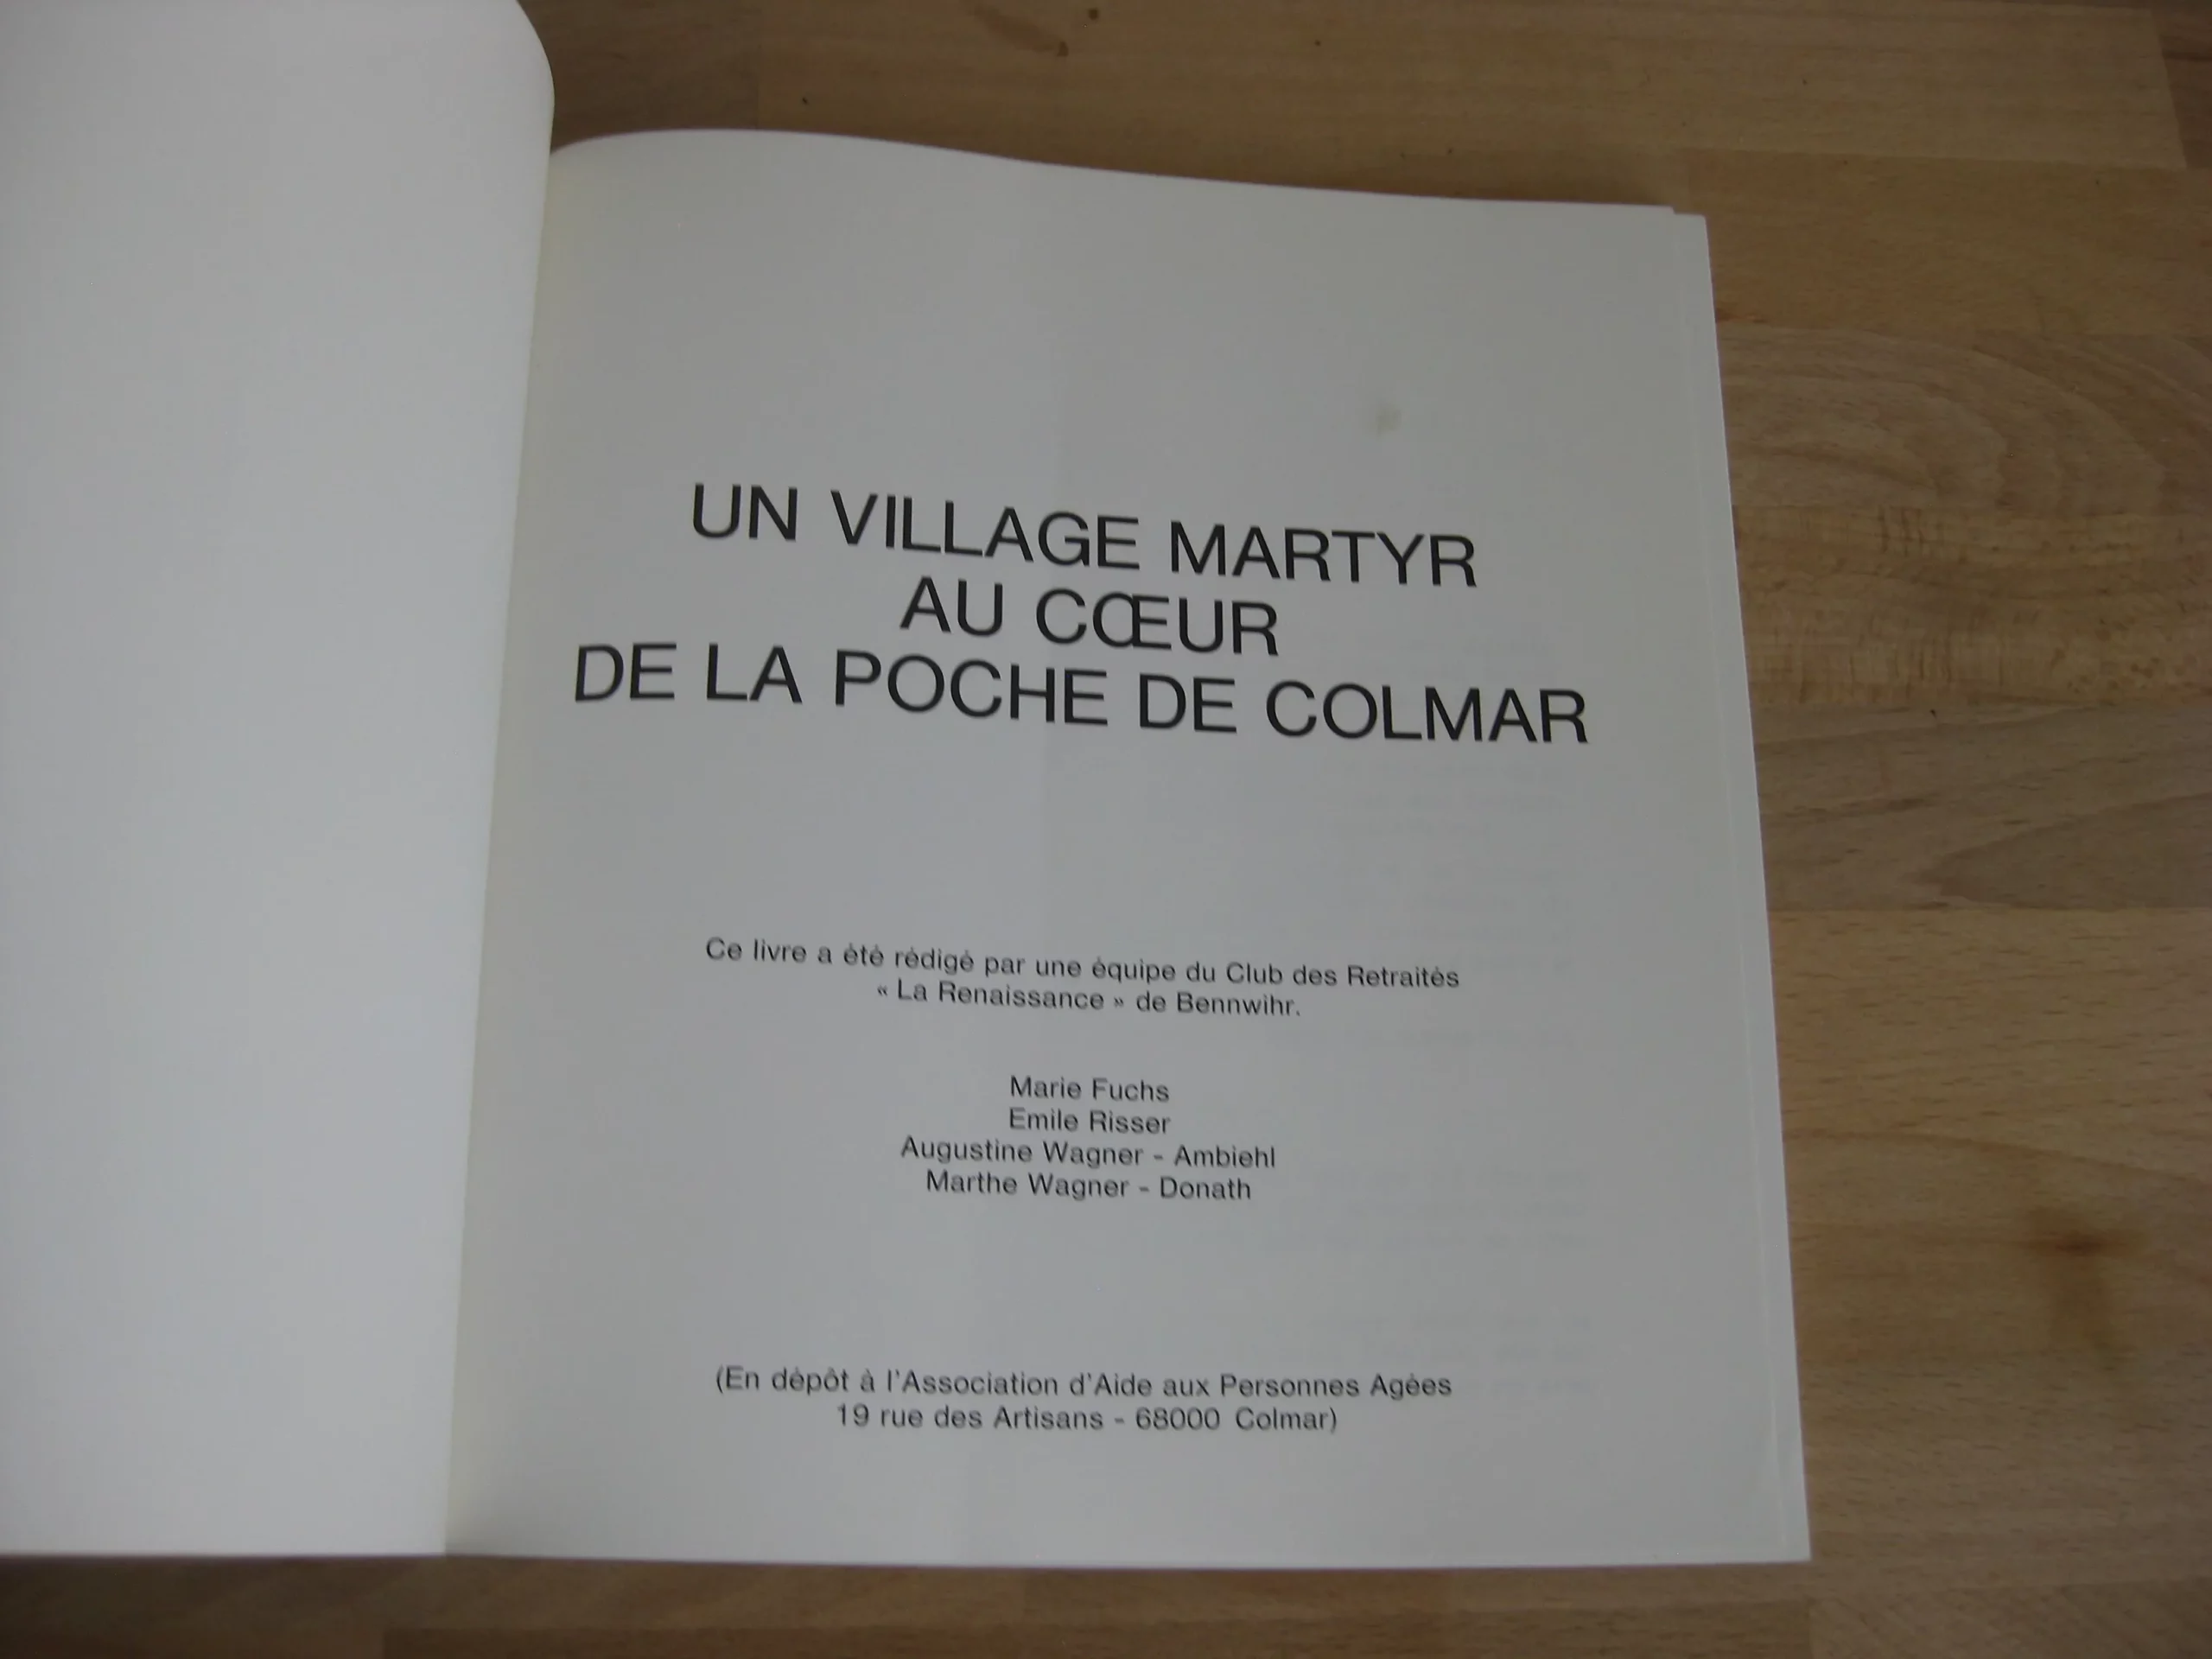 UN VILLAGE MARTYR
AU CŒUR
DE LA POCHE DE COLMAR
Ce livre a été rédigé par une équipe du Club des Retraités
« La Renaissance » de Bennwihr.
Marie Fuchs
Emile Risser
Augustine Wagner - Ambiehl
Marthe Wagner - Donath
(En dépôt à l'Association d'Aide aux Personnes Agées
19 rue des Artisans - 68000 Colmar)